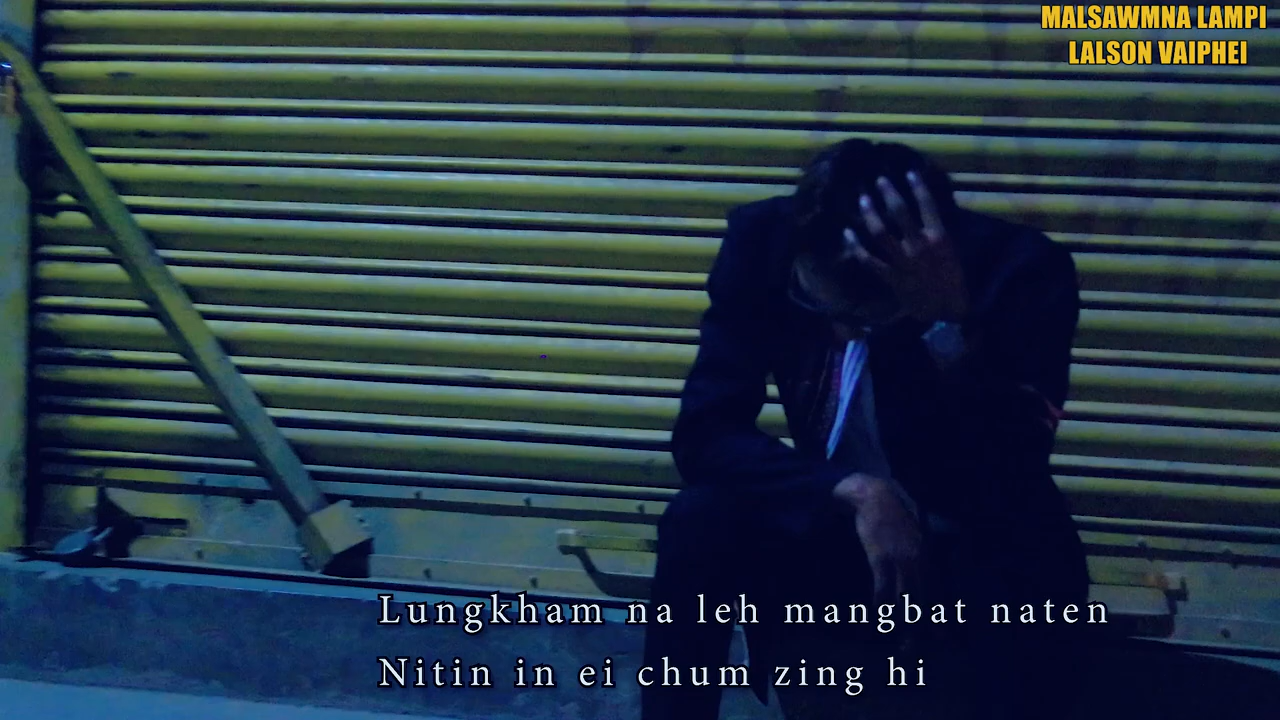 MALSAWMNA LAMPI
LALSON VAIPHEI
Lungkham na leh mangbat naten
Nitin in ei chum zing hi